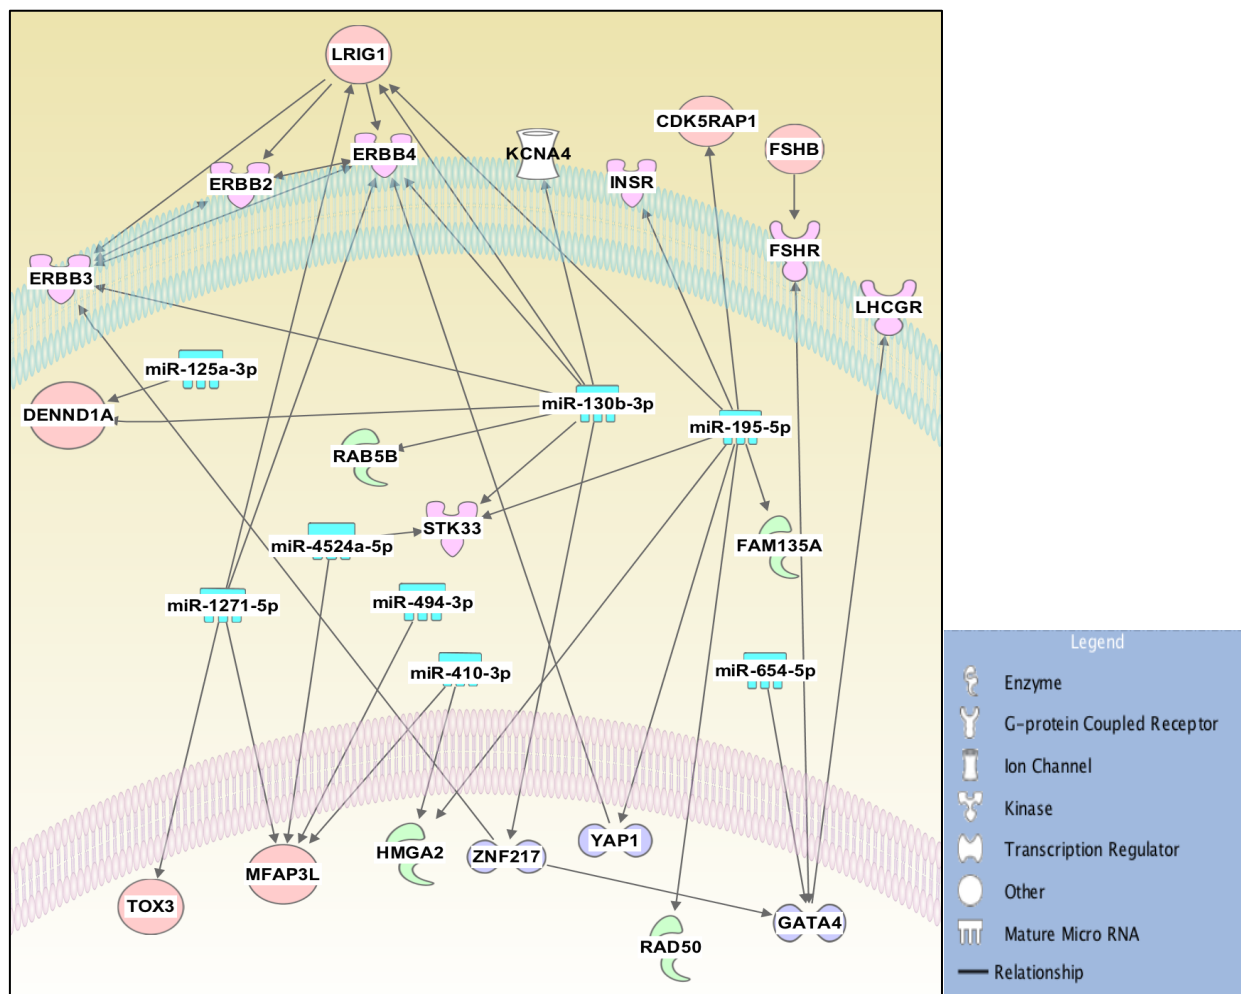 LRIG1
CDK5RAP1
FSHB
ERBB4
KCNA4
ERBB2
INSR
FSHR
ERBB3
LHCGR
miR-125a-3p
DENND1A
miR-130b-3p
miR-195-5p
RAB5B
STK33
miR-4524a-5p
FAM135A
miR-1271-5p
miR-494-3p
miR-410-3p
miR-654-5p
YAP1
HMGA2
ZNF217
MFAP3L
TOX3
GATA4
RAD50
Legend
Enzyme
G-protein Coupled Receptor
Ion Channel
Kinase
Transcription Regulator
Other
Mature Micro RNA
Relationship